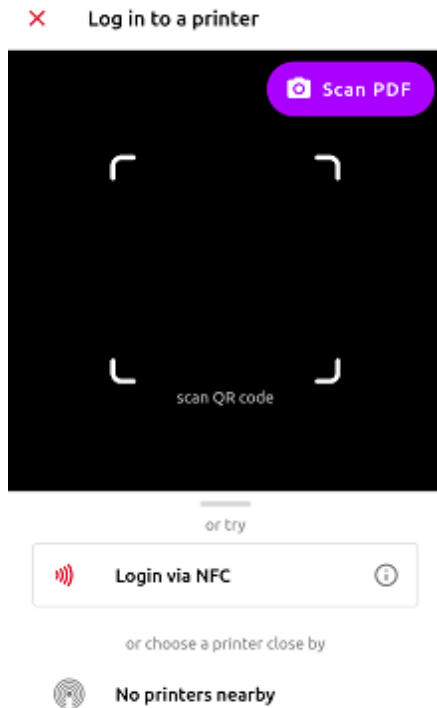 Log in to a printer
Scan PDF
scan QR code
or try
Login via NFC
or choose a printer close by
No printers nearby